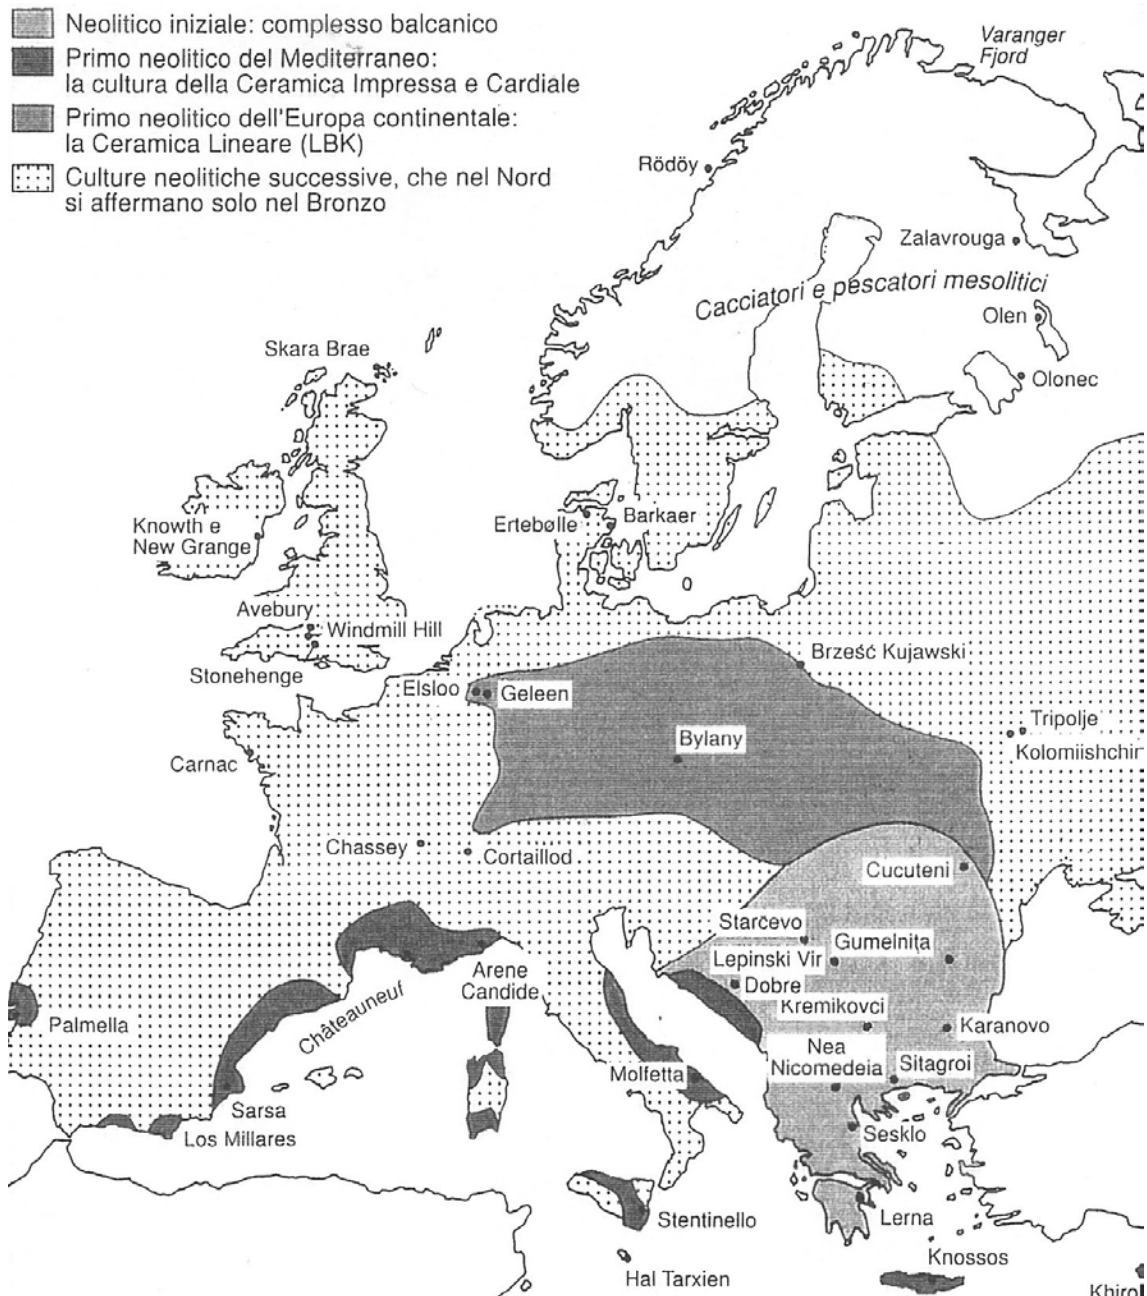 Neolitico iniziale: complesso balcanico
Primo neolitico del Mediterraneo:
la cultura della Ceramica Impressa e Cardiale
Primo neolitico dell'Europa continentale:
la Ceramica Lineare (LBK)
Culture neolitiche successive, che nel Nord
si affermano solo nel Bronzo
Varanger
Fjord
Rödöy
Zalavrouga
Cacciatori e pescatori mesolitici
Olen
Skara Brae
Olonec
Knowth e
New Grange
Ertebølle
Barkaer
Avebury
Windmill Hill
Stonehenge
Brześć Kujawski
Elsloo
Geleen
Tripolje
Kolomiishchin
Bylany
Carnac
Chassey
Cortaillod
Cucuteni
Starčevo
Gumelniţa
Lepinski Vir
Arene
Candide
Dobre
Châteauneuf
Kremikovci
Palmella
Karanovo
Nea
Nicomedeia
Sitagroi
Molfetta
Sarsa
Los Millares
Sesklo
Stentinello
Lerna
Knossos
Hal Tarxien
Khiro